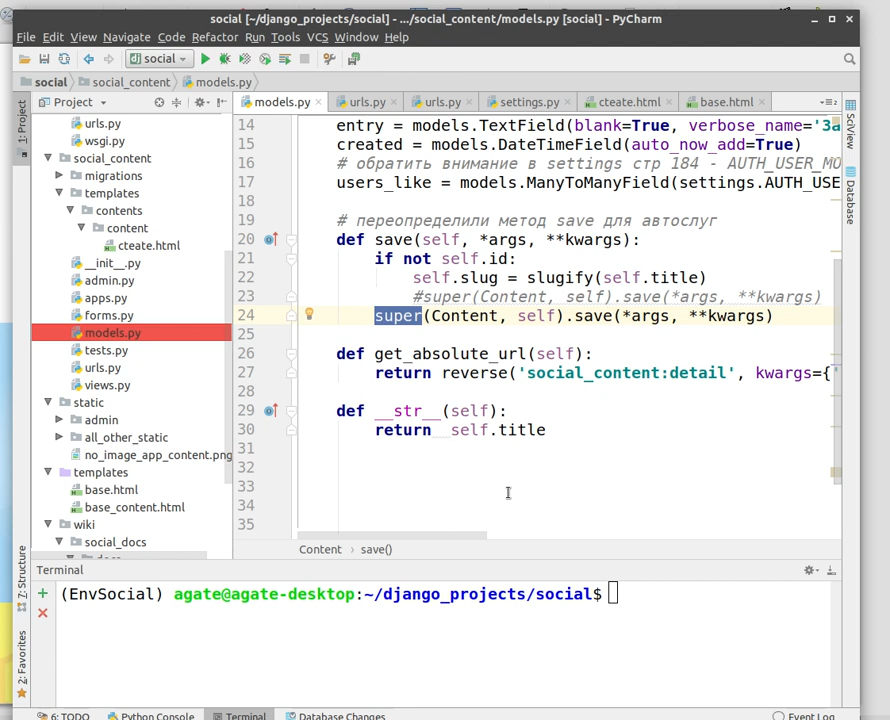 social [~/django_projects/social] - .../social_content/models.py [social] - PyCharm
File Edit View Navigate Code Refactor Run Tools VCS Window Help
social
social social_content models.py
Project models.py urls.py urls.py settings.py cteate.html base.html
1: Project
SciView
Database
7: Structure
2: Favorites
urls.py
wsgi.py
social_content
migrations
templates
contents
content
cteate.html
__init__.py
admin.py
apps.py
forms.py
models.py
tests.py
urls.py
views.py
static
admin
all_other_static
no_image_app_content.png
templates
base.html
base_content.html
wiki
social_docs
14 entry = models.TextField(blank=True, verbose_name='За
15 created = models.DateTimeField(auto_now_add=True)
16 # обратить внимание в settings стр 184 - AUTH_USER_MO
17 users_like = models.ManyToManyField(settings.AUTH_USE
18
19 # переопределили метод save для автослуг
20 def save(self, *args, **kwargs):
21 if not self.id:
22 self.slug = slugify(self.title)
23 #super(Content, self).save(*args, **kwargs)
24 super(Content, self).save(*args, **kwargs)
25
26 def get_absolute_url(self):
27 return reverse('social_content:detail', kwargs={'
28
29 def __str__(self):
30 return self.title
31
32
33
34
35
Content › save()
Terminal
(EnvSocial) agate@agate-desktop:~/django_projects/social$
6: TODO Python Console Terminal Database Changes Event Log